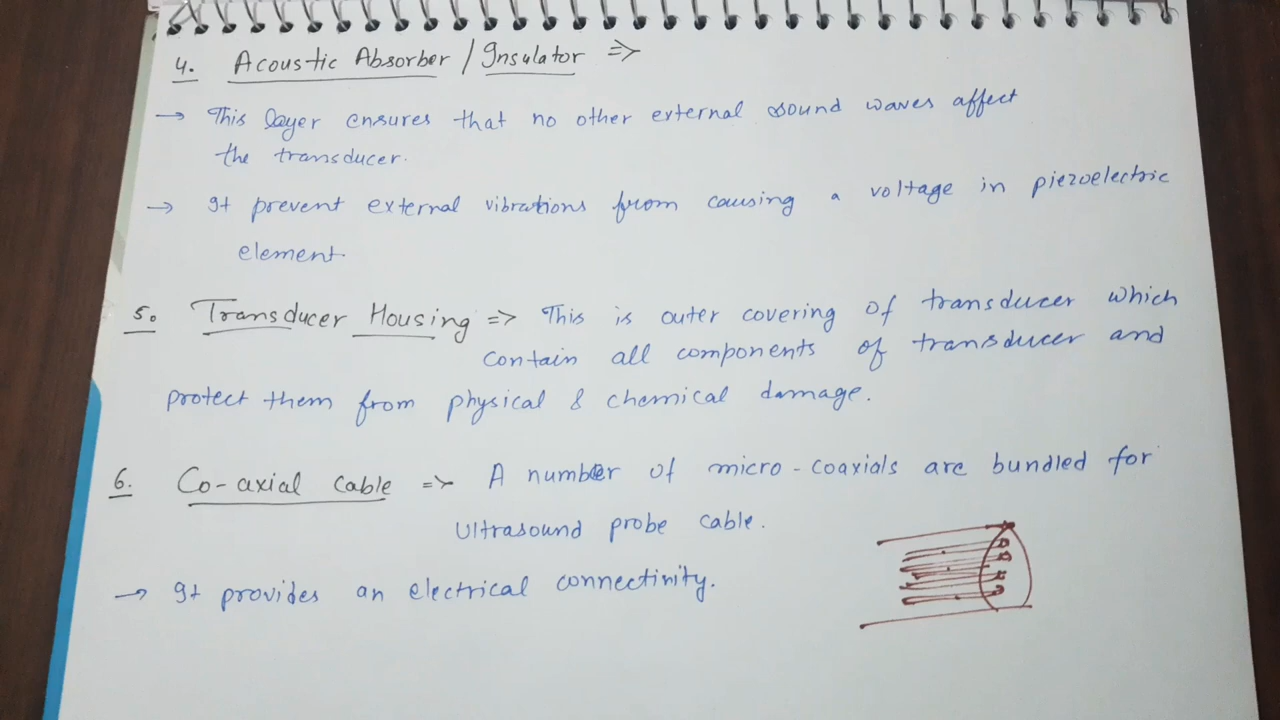 4. Acoustic Absorber / Insulator ⇒
→ This layer ensures that no other external sound waves affect
the transducer.
→ It prevent external vibrations from causing a voltage in piezoelectric
element.
5. Transducer Housing ⇒ This is outer covering of transducer which
contain all components of transducer and
protect them from physical & chemical damage.
6. Co-axial cable ⇒ A number of micro-coaxials are bundled for
Ultrasound probe cable.
→ It provides an electrical connectinity.